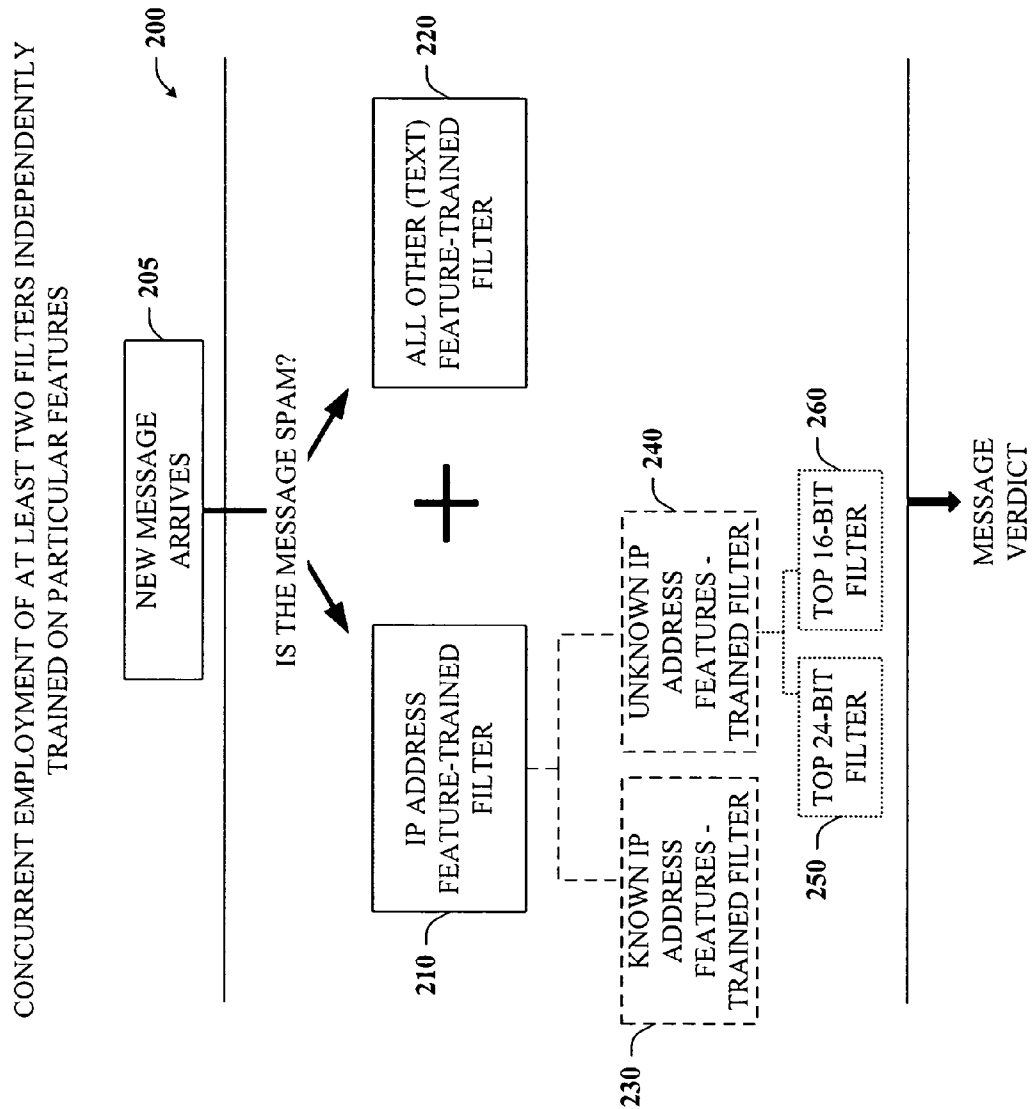 CONCURRENT EMPLOYMENT OF AT LEAST TWO FILTERS INDEPENDENTLY
TRAINED ON PARTICULAR FEATURES
200
205
NEW MESSAGE
ARRIVES
IS THE MESSAGE SPAM?
210
IP ADDRESS
FEATURE-TRAINED
FILTER
+
220
ALL OTHER (TEXT)
FEATURE-TRAINED
FILTER
230
KNOWN IP
ADDRESS
FEATURES -
TRAINED FILTER
240
UNKNOWN IP
ADDRESS
FEATURES -
TRAINED FILTER
250
TOP 24-BIT
FILTER
260
TOP 16-BIT
FILTER
MESSAGE
VERDICT